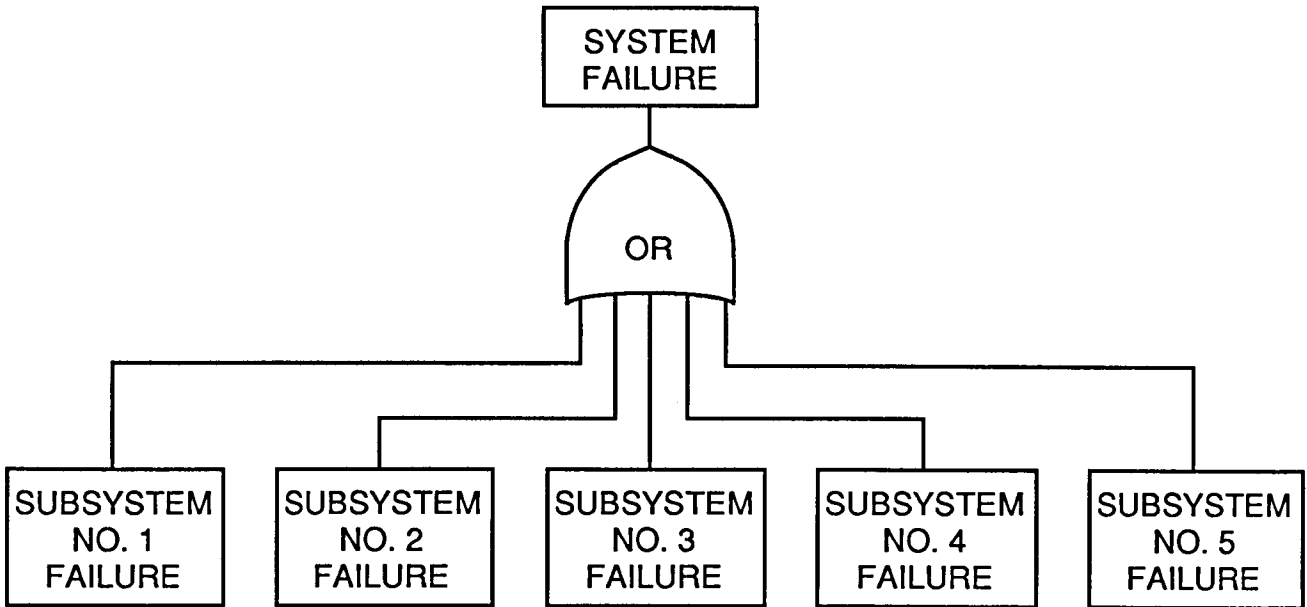 SYSTEM
FAILURE
OR
SUBSYSTEM
NO. 1
FAILURE
SUBSYSTEM
NO. 2
FAILURE
SUBSYSTEM
NO. 3
FAILURE
SUBSYSTEM
NO. 4
FAILURE
SUBSYSTEM
NO. 5
FAILURE